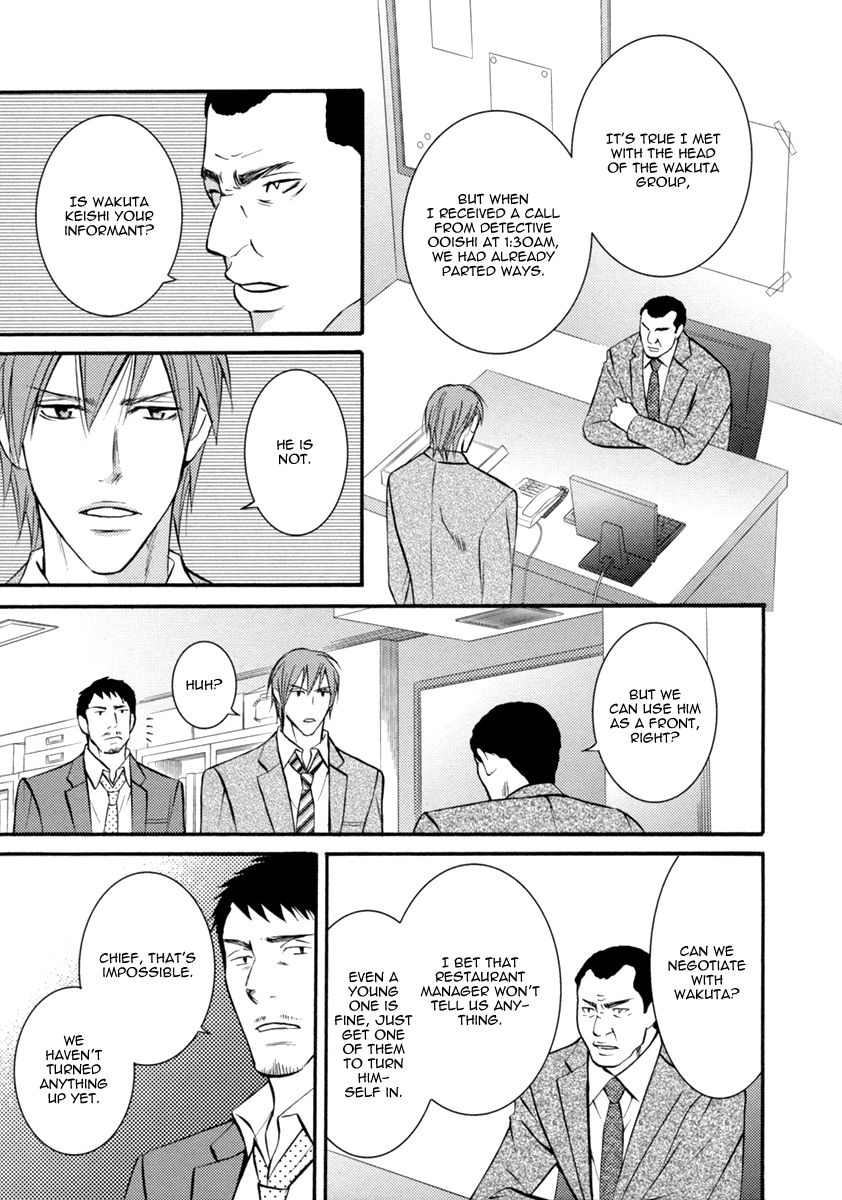 IT'S TRUE I MET
WITH THE HEAD
OF THE WAKUTA
GROUP,
BUT WHEN
I RECEIVED A CALL
FROM DETECTIVE
OOISHI AT 1:30AM,
WE HAD ALREADY
PARTED WAYS.
IS WAKUTA
KEISHI YOUR
INFORMANT?
HE IS
NOT.
BUT WE
CAN USE HIM
AS A FRONT,
RIGHT?
HUH?
CAN WE
NEGOTIATE
WITH
WAKUTA?
I BET THAT
RESTAURANT
MANAGER WON'T
TELL US ANY-
THING.
EVEN A
YOUNG
ONE IS
FINE, JUST
GET ONE
OF THEM
TO TURN
HIM-
SELF IN.
CHIEF, THAT'S
IMPOSSIBLE.
WE
HAVEN'T
TURNED
ANYTHING
UP YET.